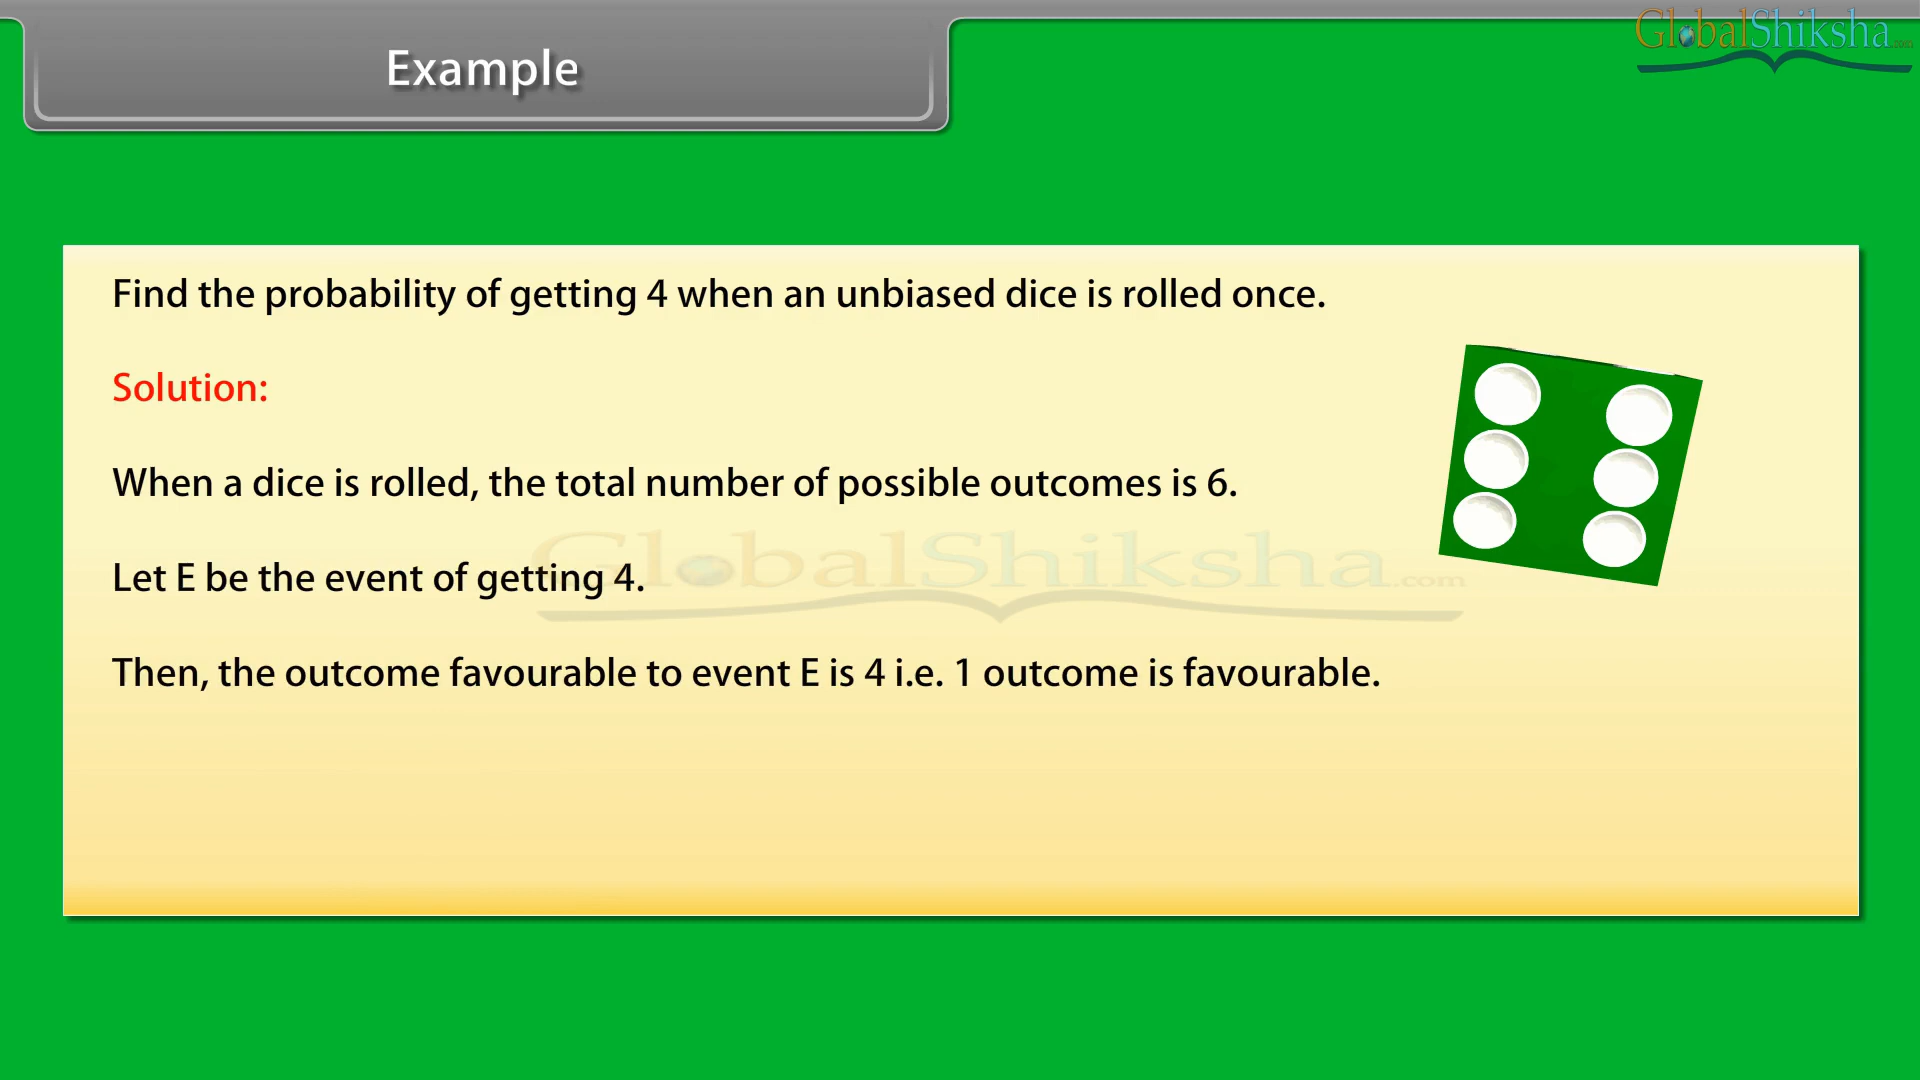 Example
GlobalShiksha.com
Find the probability of getting 4 when an unbiased dice is rolled once.
Solution:
When a dice is rolled, the total number of possible outcomes is 6.
GlobalShiksha.com
Let E be the event of getting 4.
Then, the outcome favourable to event E is 4 i.e. 1 outcome is favourable.